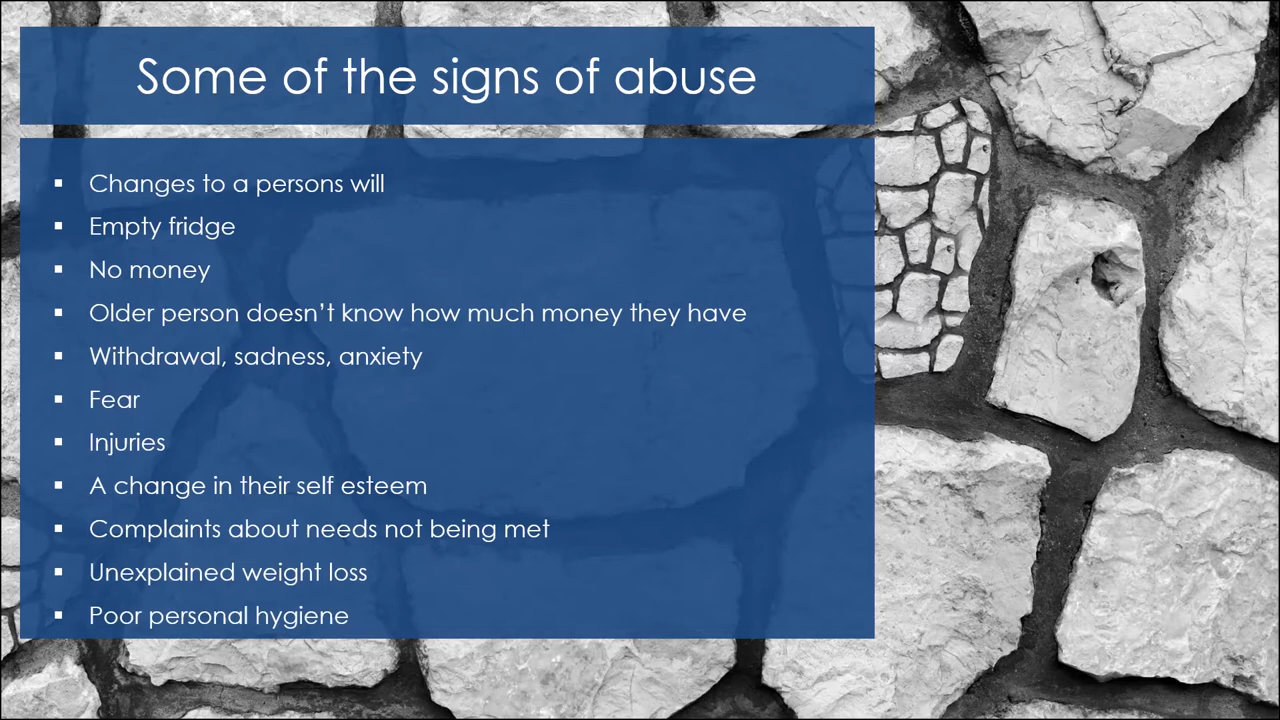 Some of the signs of abuse
▪ Changes to a persons will
▪ Empty fridge
▪ No money
▪ Older person doesn’t know how much money they have
▪ Withdrawal, sadness, anxiety
▪ Fear
▪ Injuries
▪ A change in their self esteem
▪ Complaints about needs not being met
▪ Unexplained weight loss
▪ Poor personal hygiene